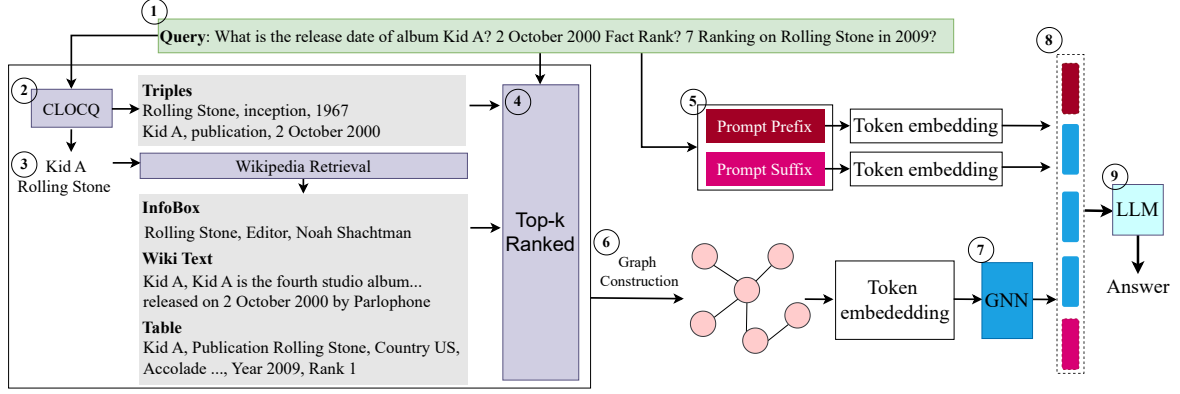 1
Query: What is the release date of album Kid A? 2 October 2000 Fact Rank? 7 Ranking on Rolling Stone in 2009?
2
CLOCQ
Triples
Rolling Stone, inception, 1967
Kid A, publication, 2 October 2000
3
Kid A
Rolling Stone
Wikipedia Retrieval
InfoBox
Rolling Stone, Editor, Noah Shachtman
Wiki Text
Kid A, Kid A is the fourth studio album...
released on 2 October 2000 by Parlophone
Table
Kid A, Publication Rolling Stone, Country US,
Accolade ..., Year 2009, Rank 1
4
Top-k
Ranked
5
Prompt Prefix
Token embedding
Prompt Suffix
Token embedding
6
Graph
Construction
Token
embededding
7
GNN
8
9
LLM
Answer